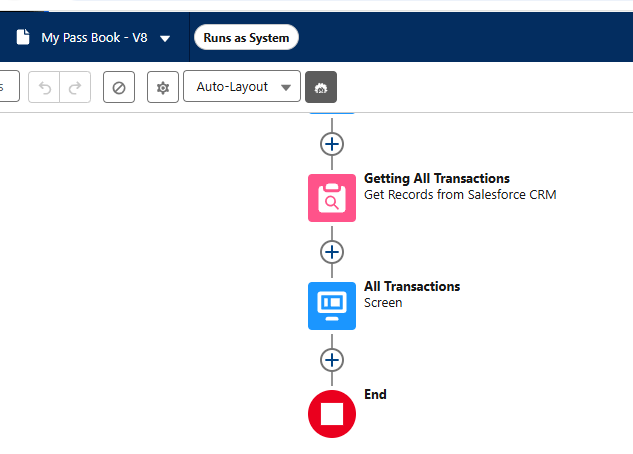 My Pass Book - V8
Runs as System
s
Auto-Layout
Getting All Transactions
Get Records from Salesforce CRM
All Transactions
Screen
End